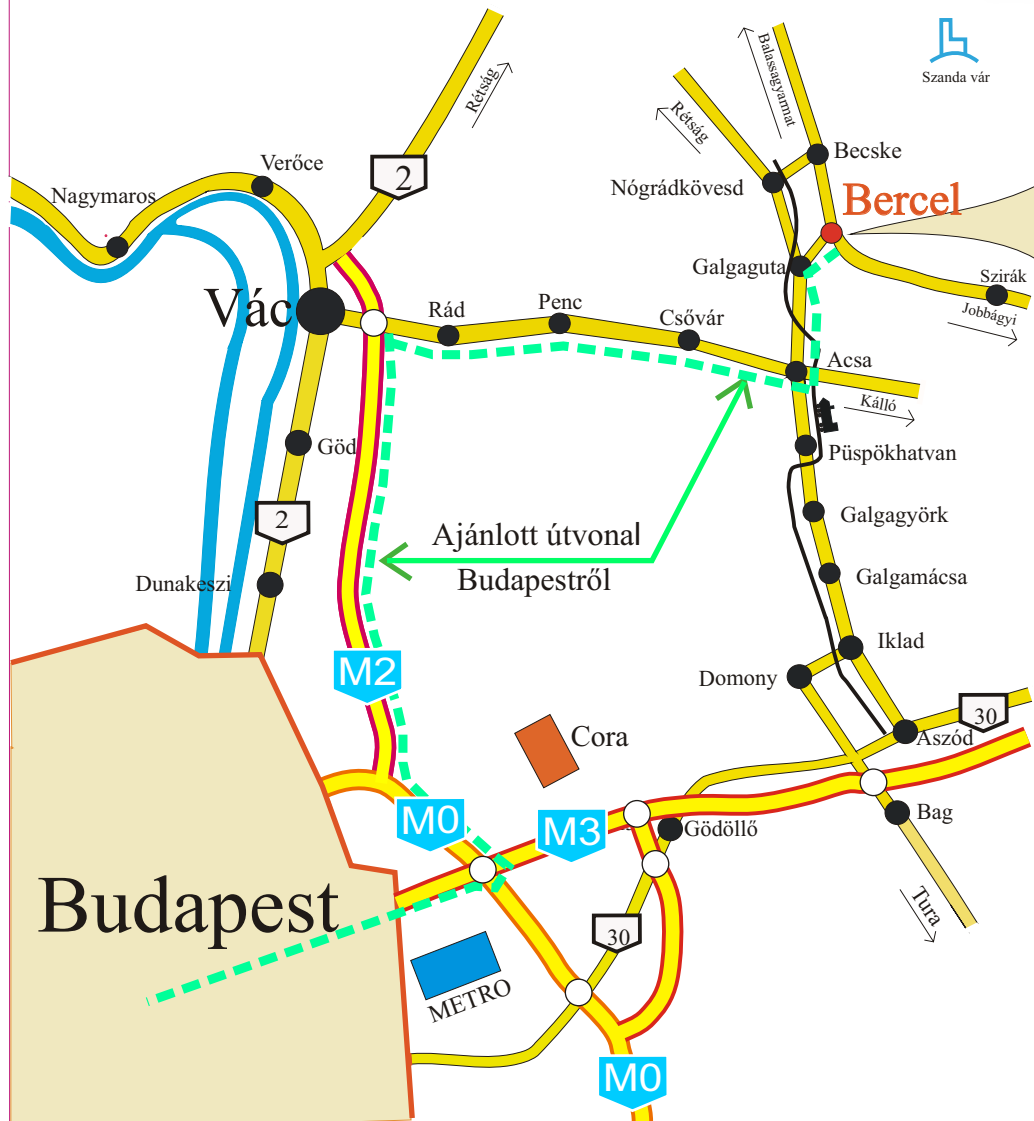 Szanda vár
Rétság
Balassagyarmat
Rétság
Becske
Verőce
2
Nagymaros
Nógrádkövesd
Bercel
Galgaguta
Szirák
Jobbágyi
Vác
Rád
Penc
Csővár
Acsa
Kálló
Göd
Püspökhatvan
2
Galgagyörk
Ajánlott útvonal
Budapestről
Dunakeszi
Galgamácsa
Iklad
M2
Domony
30
Cora
Aszód
M0
M3
Gödöllő
Bag
Budapest
Tura
30
METRO
M0